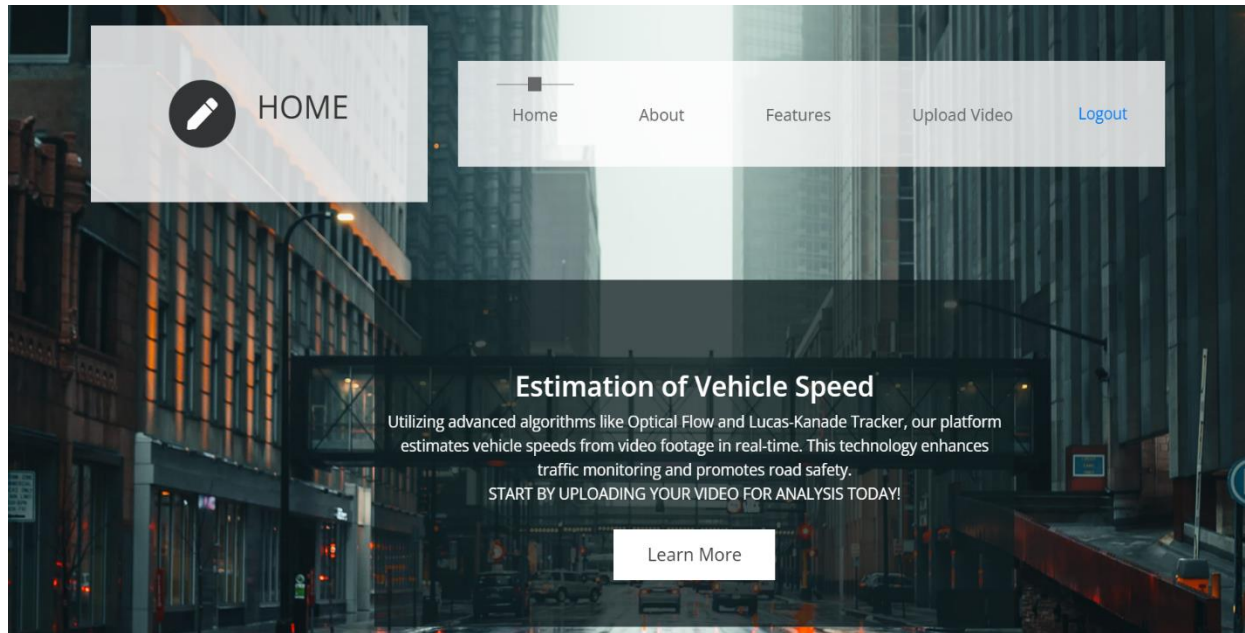 HOME
Home
About
Features
Upload Video
Logout
Estimation of Vehicle Speed
Utilizing advanced algorithms like Optical Flow and Lucas-Kanade Tracker, our platform
estimates vehicle speeds from video footage in real-time. This technology enhances
traffic monitoring and promotes road safety.
START BY UPLOADING YOUR VIDEO FOR ANALYSIS TODAY!
Learn More